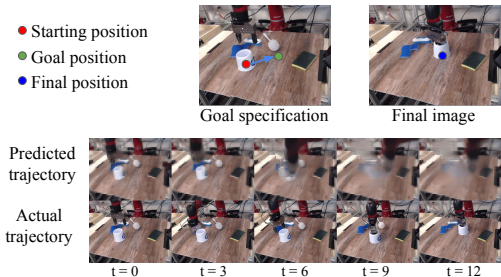 Starting position
Goal position
Final position
Goal specification
Final image
Predicted
trajectory
Actual
trajectory
t = 0
t = 3
t = 6
t = 9
t = 12